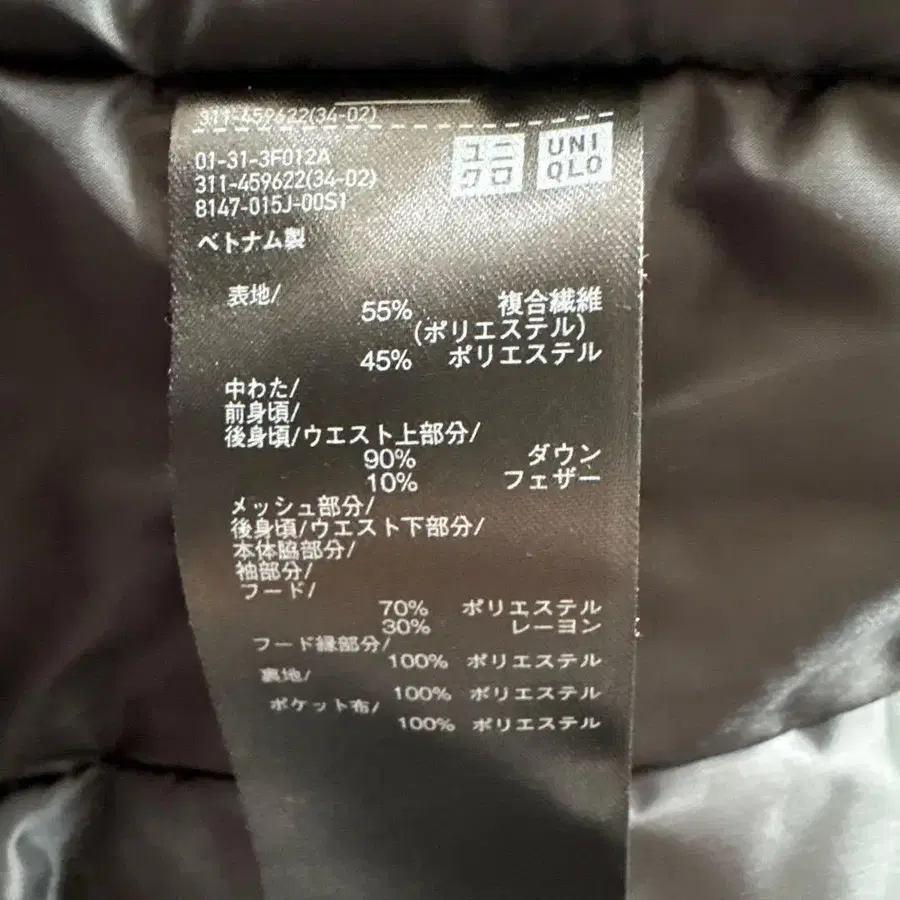 311-459622(34-02)
ユニ
クロ
UNI
QLO
01-31-3F012A
311-459622(34-02)
8147-015J-00S1
ベトナム製
表地/
55% 複合繊維
(ポリエステル)
45% ポリエステル
中わた/
前身頃/
後身頃/ウエスト上部分/
90% ダウン
10% フェザー
メッシュ部分/
後身頃/ウエスト下部分/
本体脇部分/
袖部分/
フード/
70% ポリエステル
30% レーヨン
フード縁部分/
100% ポリエステル
裏地/
100% ポリエステル
ポケット布/
100% ポリエステル